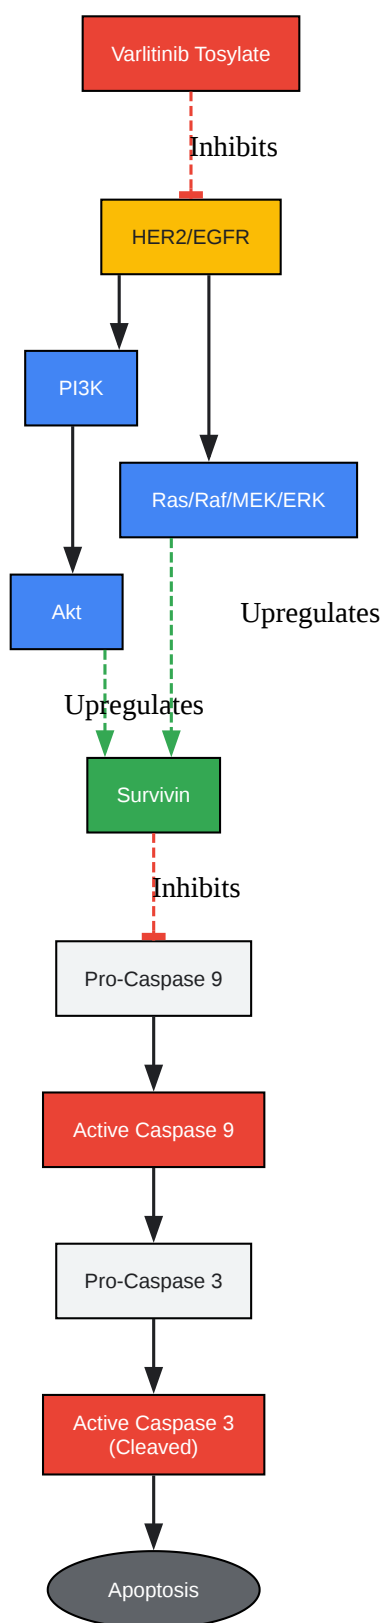 Varlitinib Tosylate
Inhibits
HER2/EGFR
PI3K
Ras/Raf/MEK/ERK
Akt
Upregulates
Upregulates
Survivin
Inhibits
Pro-Caspase 9
Active Caspase 9
Pro-Caspase 3
Active Caspase 3
(Cleaved)
Apoptosis